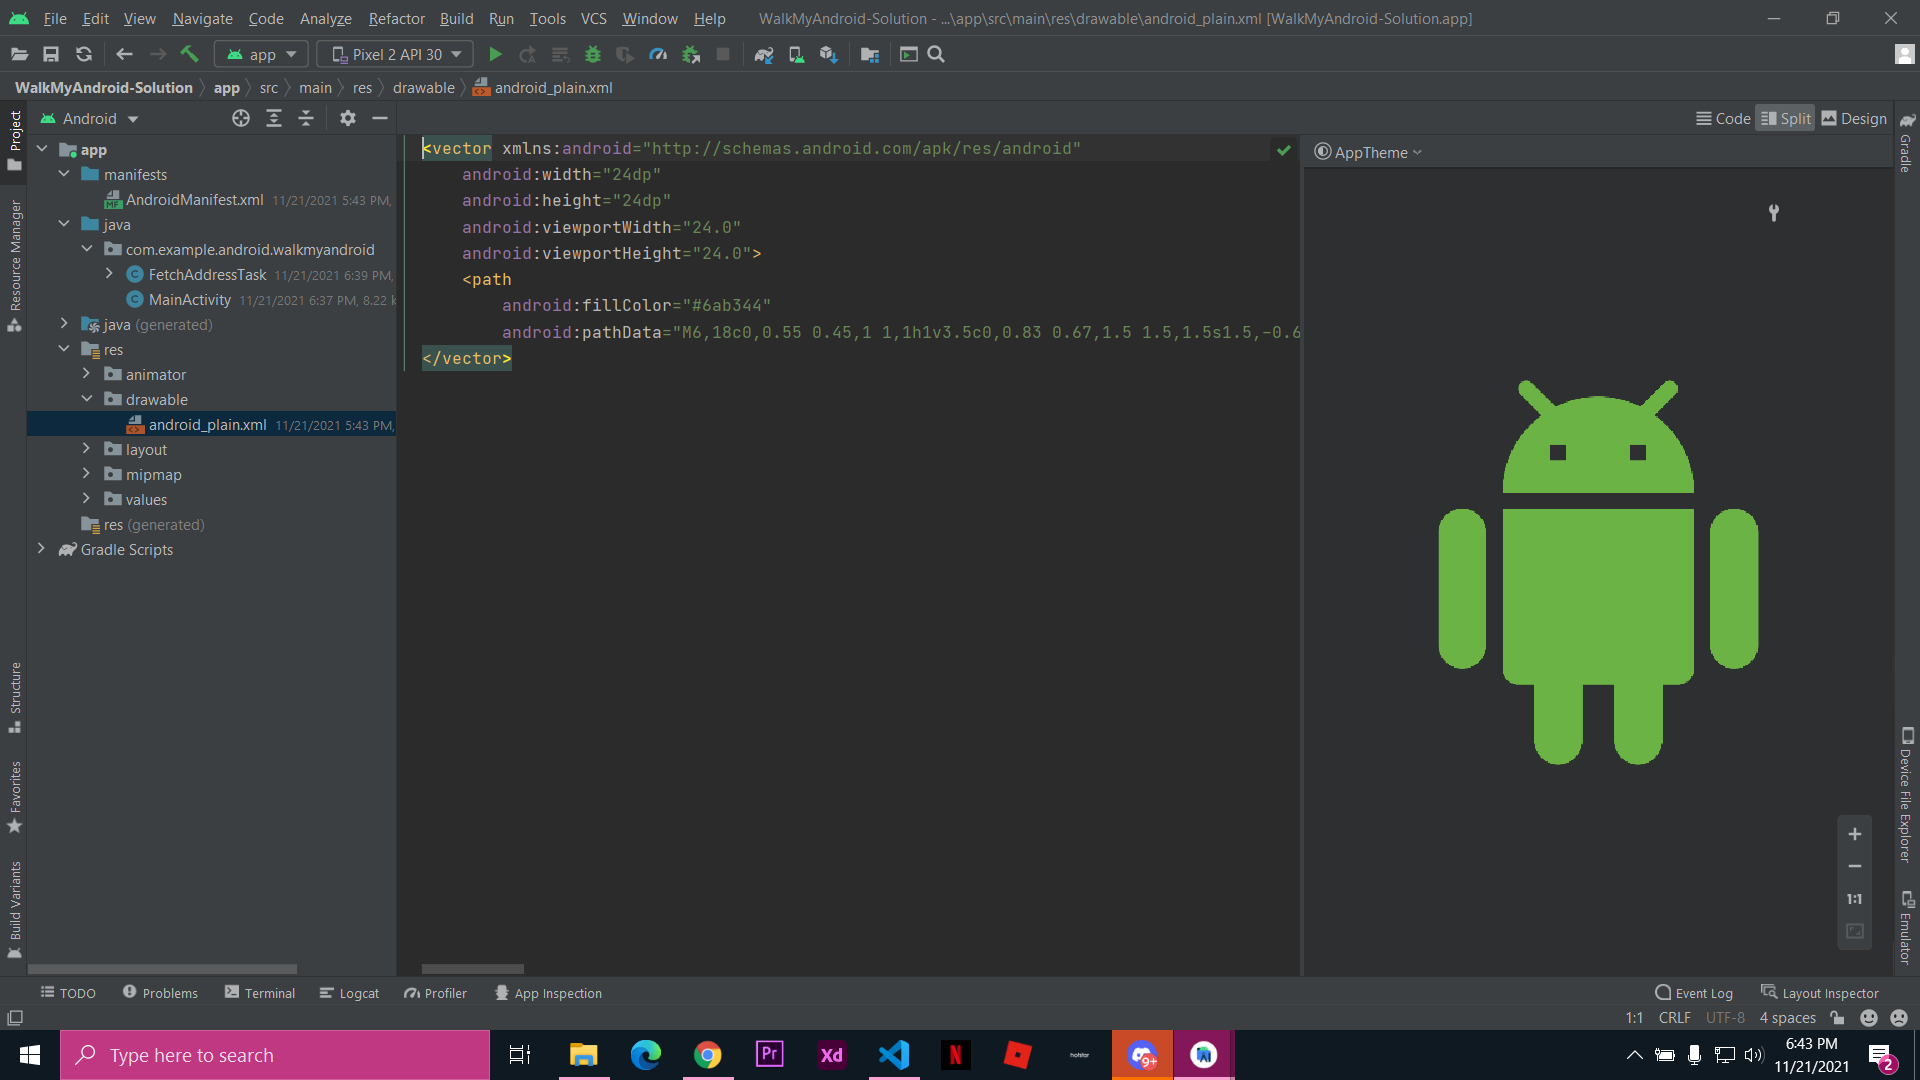 File Edit View Navigate Code Analyze Refactor Build Run Tools VCS Window Help WalkMyAndroid-Solution - ...\app\src\main\res\drawable\android_plain.xml [WalkMyAndroid-Solution.app]
app Pixel 2 API 30
WalkMyAndroid-Solution app src main res drawable android_plain.xml
Project
Resource Manager
Structure
Favorites
Build Variants
Android
app
manifests
AndroidManifest.xml 11/21/2021 5:43 PM,
java
com.example.android.walkmyandroid
FetchAddressTask 11/21/2021 6:39 PM,
MainActivity 11/21/2021 6:37 PM, 8.22 k
java (generated)
res
animator
drawable
android_plain.xml 11/21/2021 5:43 PM,
layout
mipmap
values
res (generated)
Gradle Scripts
<vector xmlns:android="http://schemas.android.com/apk/res/android"
android:width="24dp"
android:height="24dp"
android:viewportWidth="24.0"
android:viewportHeight="24.0">
<path
android:fillColor="#6ab344"
android:pathData="M6,18c0,0.55 0.45,1 1,1h1v3.5c0,0.83 0.67,1.5 1.5,1.5s1.5,-0.6
</vector>
Code Split Design
AppTheme
1:1
Gradle
Device File Explorer
Emulator
TODO Problems Terminal Logcat Profiler App Inspection Event Log Layout Inspector
1:1 CRLF UTF-8 4 spaces
Type here to search
Pr
Xd
N
hotstar
9+
6:43 PM
11/21/2021
2